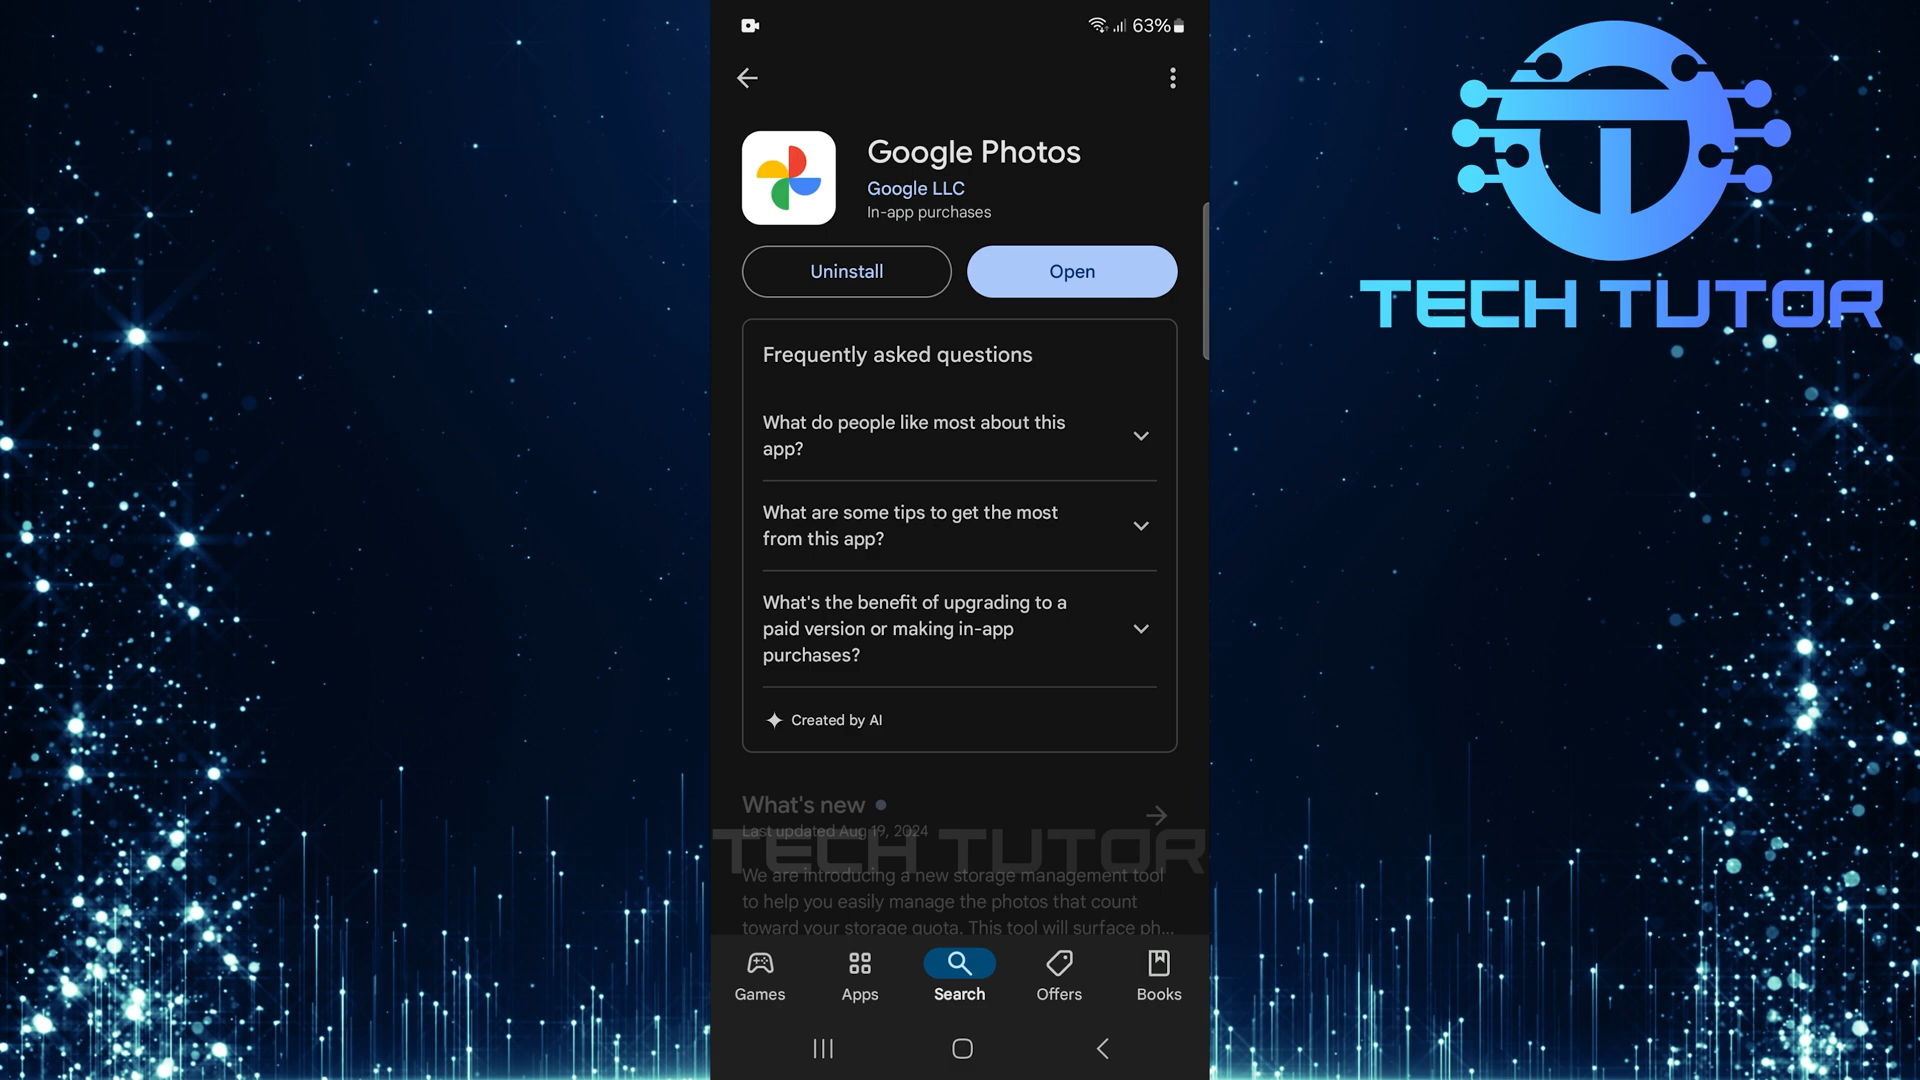 63%
Google Photos
Google LLC
In-app purchases
Uninstall
Open
Frequently asked questions
What do people like most about this
app?
What are some tips to get the most
from this app?
What's the benefit of upgrading to a
paid version or making in-app
purchases?
Created by AI
What's new
Last updated Aug 19, 2024
TECH TUTOR
We are introducing a new storage management tool
to help you easily manage the photos that count
toward your storage quota. This tool will surface ph...
Games
Apps
Search
Offers
Books
TECH TUTOR